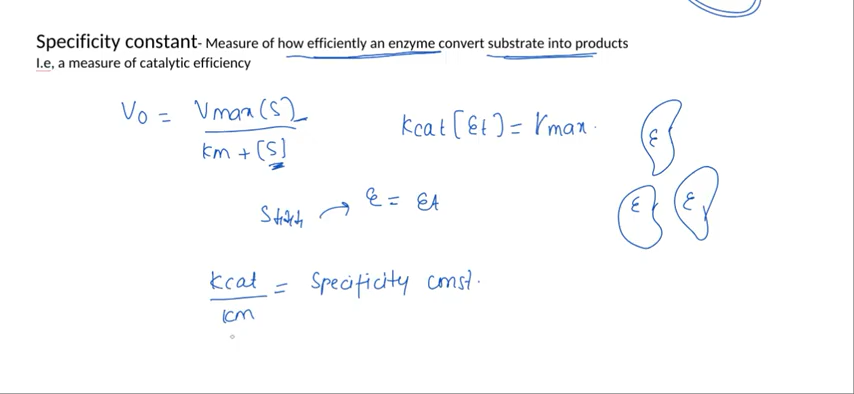 Specificity constant- Measure of how efficiently an enzyme convert substrate into products
I.e, a measure of catalytic efficiency
V0 = Vmax(S) / Km + [S]
Kcat [Et] = Vmax.
E
E E
Start → E = Et
Kcat / Km = Specificity const.